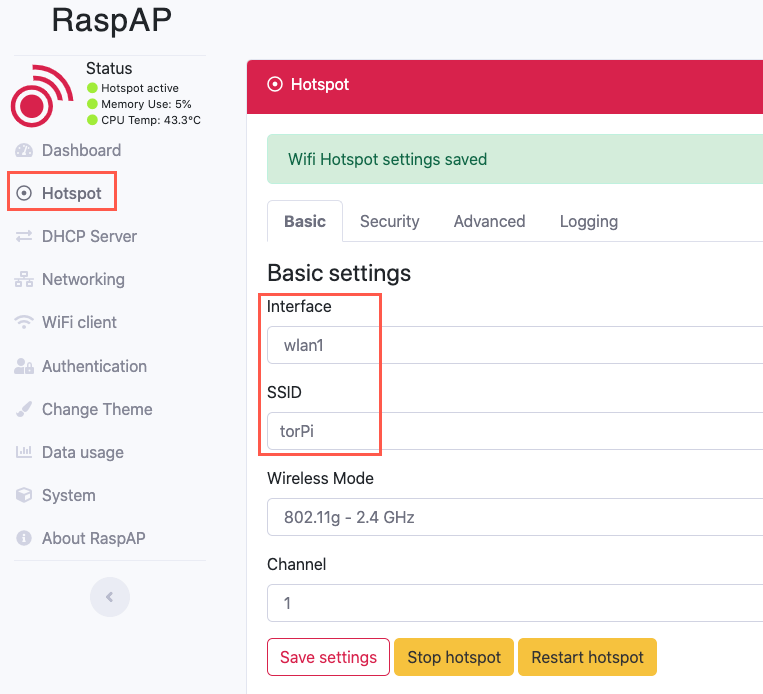 RaspAP
Status
Hotspot active
Memory Use: 5%
CPU Temp: 43.3°C
Dashboard
Hotspot
DHCP Server
Networking
WiFi client
Authentication
Change Theme
Data usage
System
About RaspAP
Hotspot
Wifi Hotspot settings saved
Basic Security Advanced Logging
Basic settings
Interface
wlan1
SSID
torPi
Wireless Mode
802.11g - 2.4 GHz
Channel
1
Save settings Stop hotspot Restart hotspot